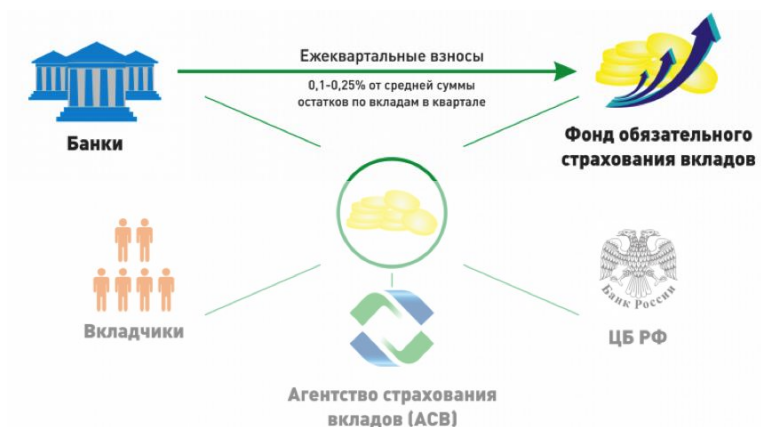 Ежеквартальные взносы
0,1-0,25% от средней суммы
остатков по вкладам в квартале
Банки
Фонд обязательного
страхования вкладов
Вкладчики
Банк России
ЦБ РФ
Агентство страхования
вкладов (АСВ)